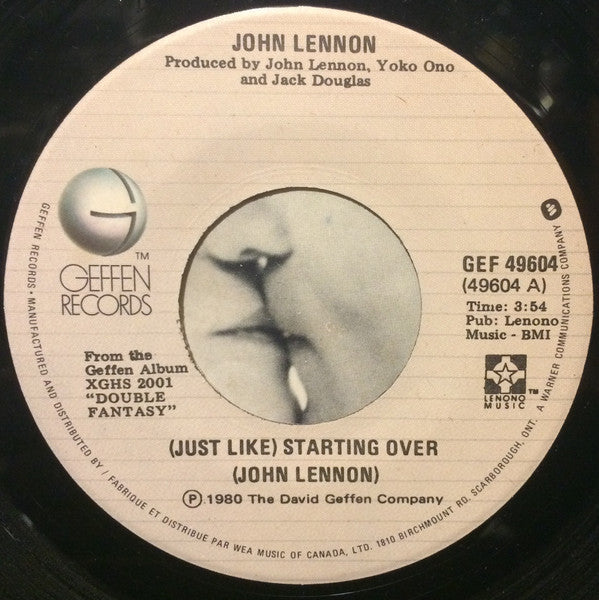 JOHN LENNON
Produced by John Lennon, Yoko Ono
and Jack Douglas
G
TM
GEFFEN
RECORDS
GEF 49604
(49604 A)
Time: 3:54
Pub: Lenono
Music - BMI
From the
Geffen Album
XGHS 2001
"DOUBLE
FANTASY"
LENONO
MUSIC
TM
(JUST LIKE) STARTING OVER
(JOHN LENNON)
Ⓟ 1980 The David Geffen Company
GEFFEN RECORDS • MANUFACTURED AND DISTRIBUTED BY / FABRIQUE ET DISTRIBUE PAR WEA MUSIC OF CANADA, LTD. 1810 BIRCHMOUNT RD. SCARBOROUGH, ONT. A WARNER COMMUNICATIONS COMPANY